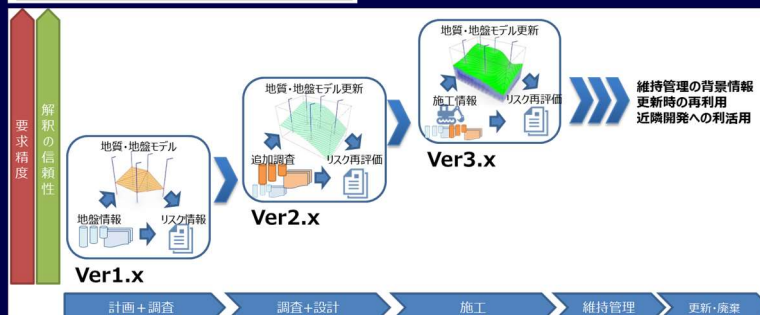 要求精度
解釈の信頼性
地質・地盤モデル
地盤情報
リスク情報
Ver1.x
地質・地盤モデル更新
追加調査
リスク再評価
Ver2.x
地質・地盤モデル更新
施工情報
リスク再評価
Ver3.x
維持管理の背景情報
更新時の再利用
近隣開発への利活用
計画+調査
調査+設計
施工
維持管理
更新・廃棄